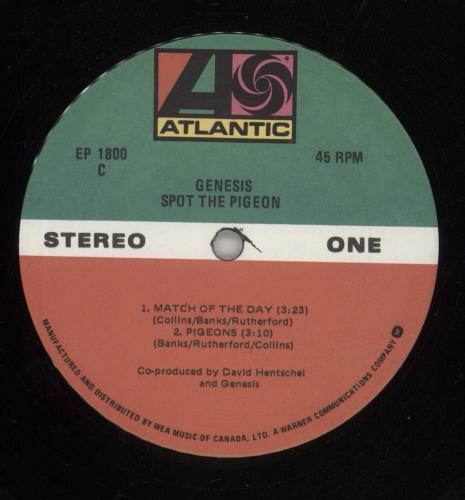 ATLANTIC
EP 1800
C
45 RPM
GENESIS
SPOT THE PIGEON
STEREO
ONE
1. MATCH OF THE DAY (3:23)
(Collins/Banks/Rutherford)
2. PIGEONS (3:10)
(Banks/Rutherford/Collins)
Co-produced by David Hentschel
and Genesis
MANUFACTURED AND DISTRIBUTED BY WEA MUSIC OF CANADA, LTD. A WARNER COMMUNICATIONS COMPANY